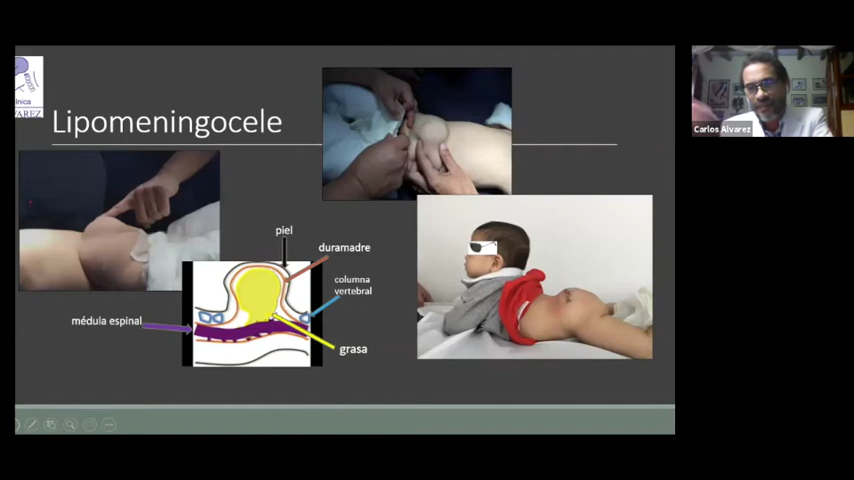 Lipomeningocele
piel
duramadre
columna
vertebral
médula espinal
grasa
Carlos Alvarez